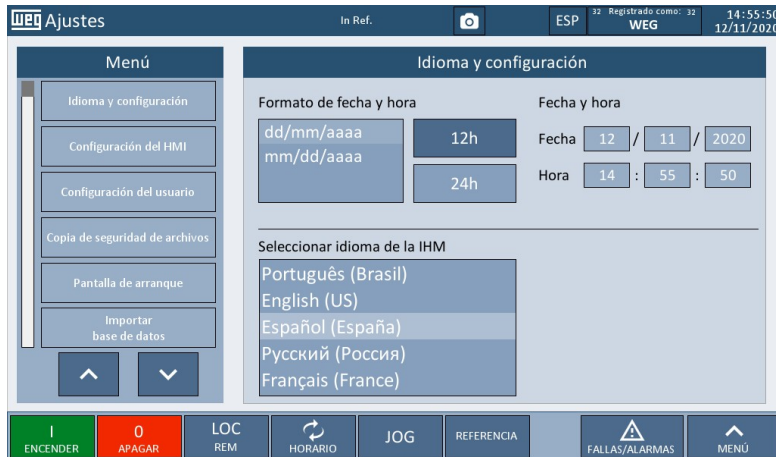 WEG Ajustes
In Ref.
ESP
32 Registrado como: 32
WEG
14:55:50
12/11/2020
Menú
Idioma y configuración
Configuración del HMI
Configuración del usuario
Copia de seguridad de archivos
Pantalla de arranque
Importar
base de datos
Idioma y configuración
Formato de fecha y hora
dd/mm/aaaa
mm/dd/aaaa
12h
24h
Fecha y hora
Fecha 12 / 11 / 2020
Hora 14 : 55 : 50
Seleccionar idioma de la IHM
Português (Brasil)
English (US)
Español (España)
Русский (Россия)
Français (France)
I
ENCENDER
0
APAGAR
LOC
REM
HORARIO
JOG
REFERENCIA
FALLAS/ALARMAS
MENÚ